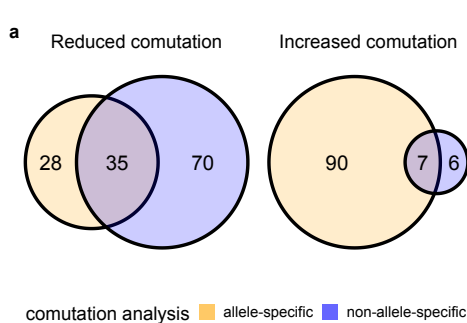 a
Reduced comutation
Increased comutation
28
35
70
90
7
6
comutation analysis allele-specific non-allele-specific